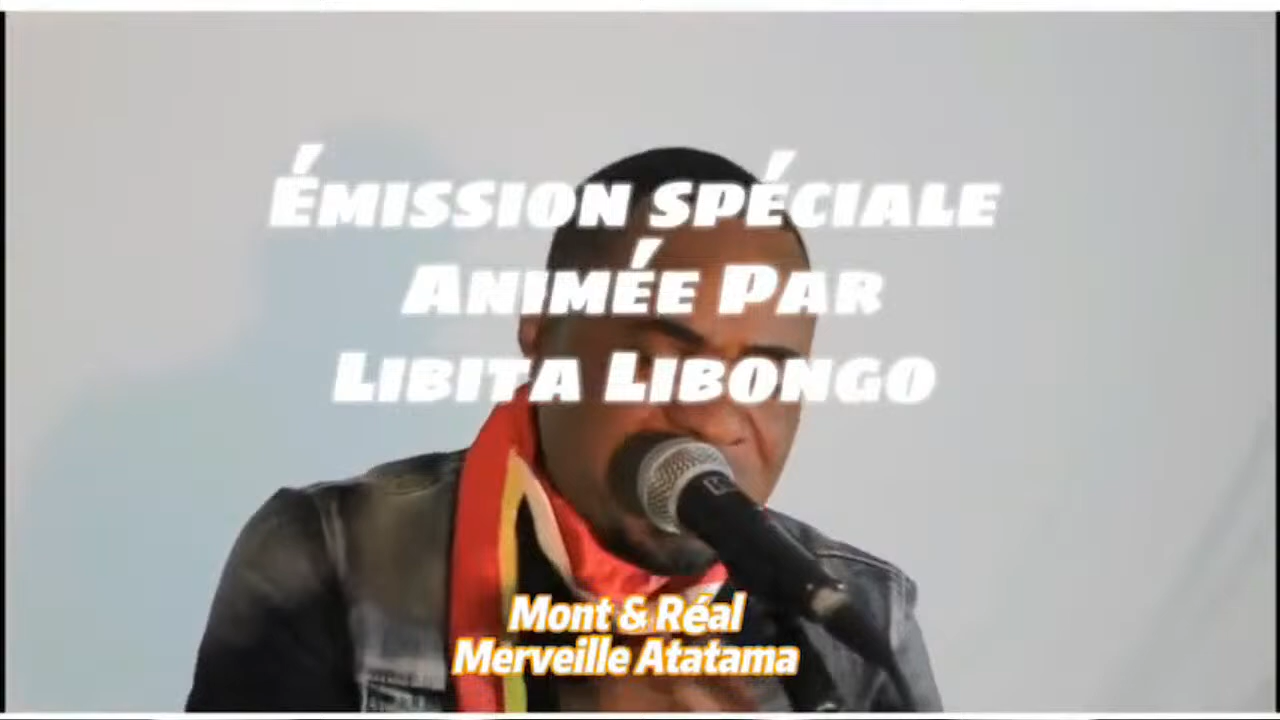 Émission spéciale
Animée Par
Libita Libongo
Mont & Réal
Merveille Atatama